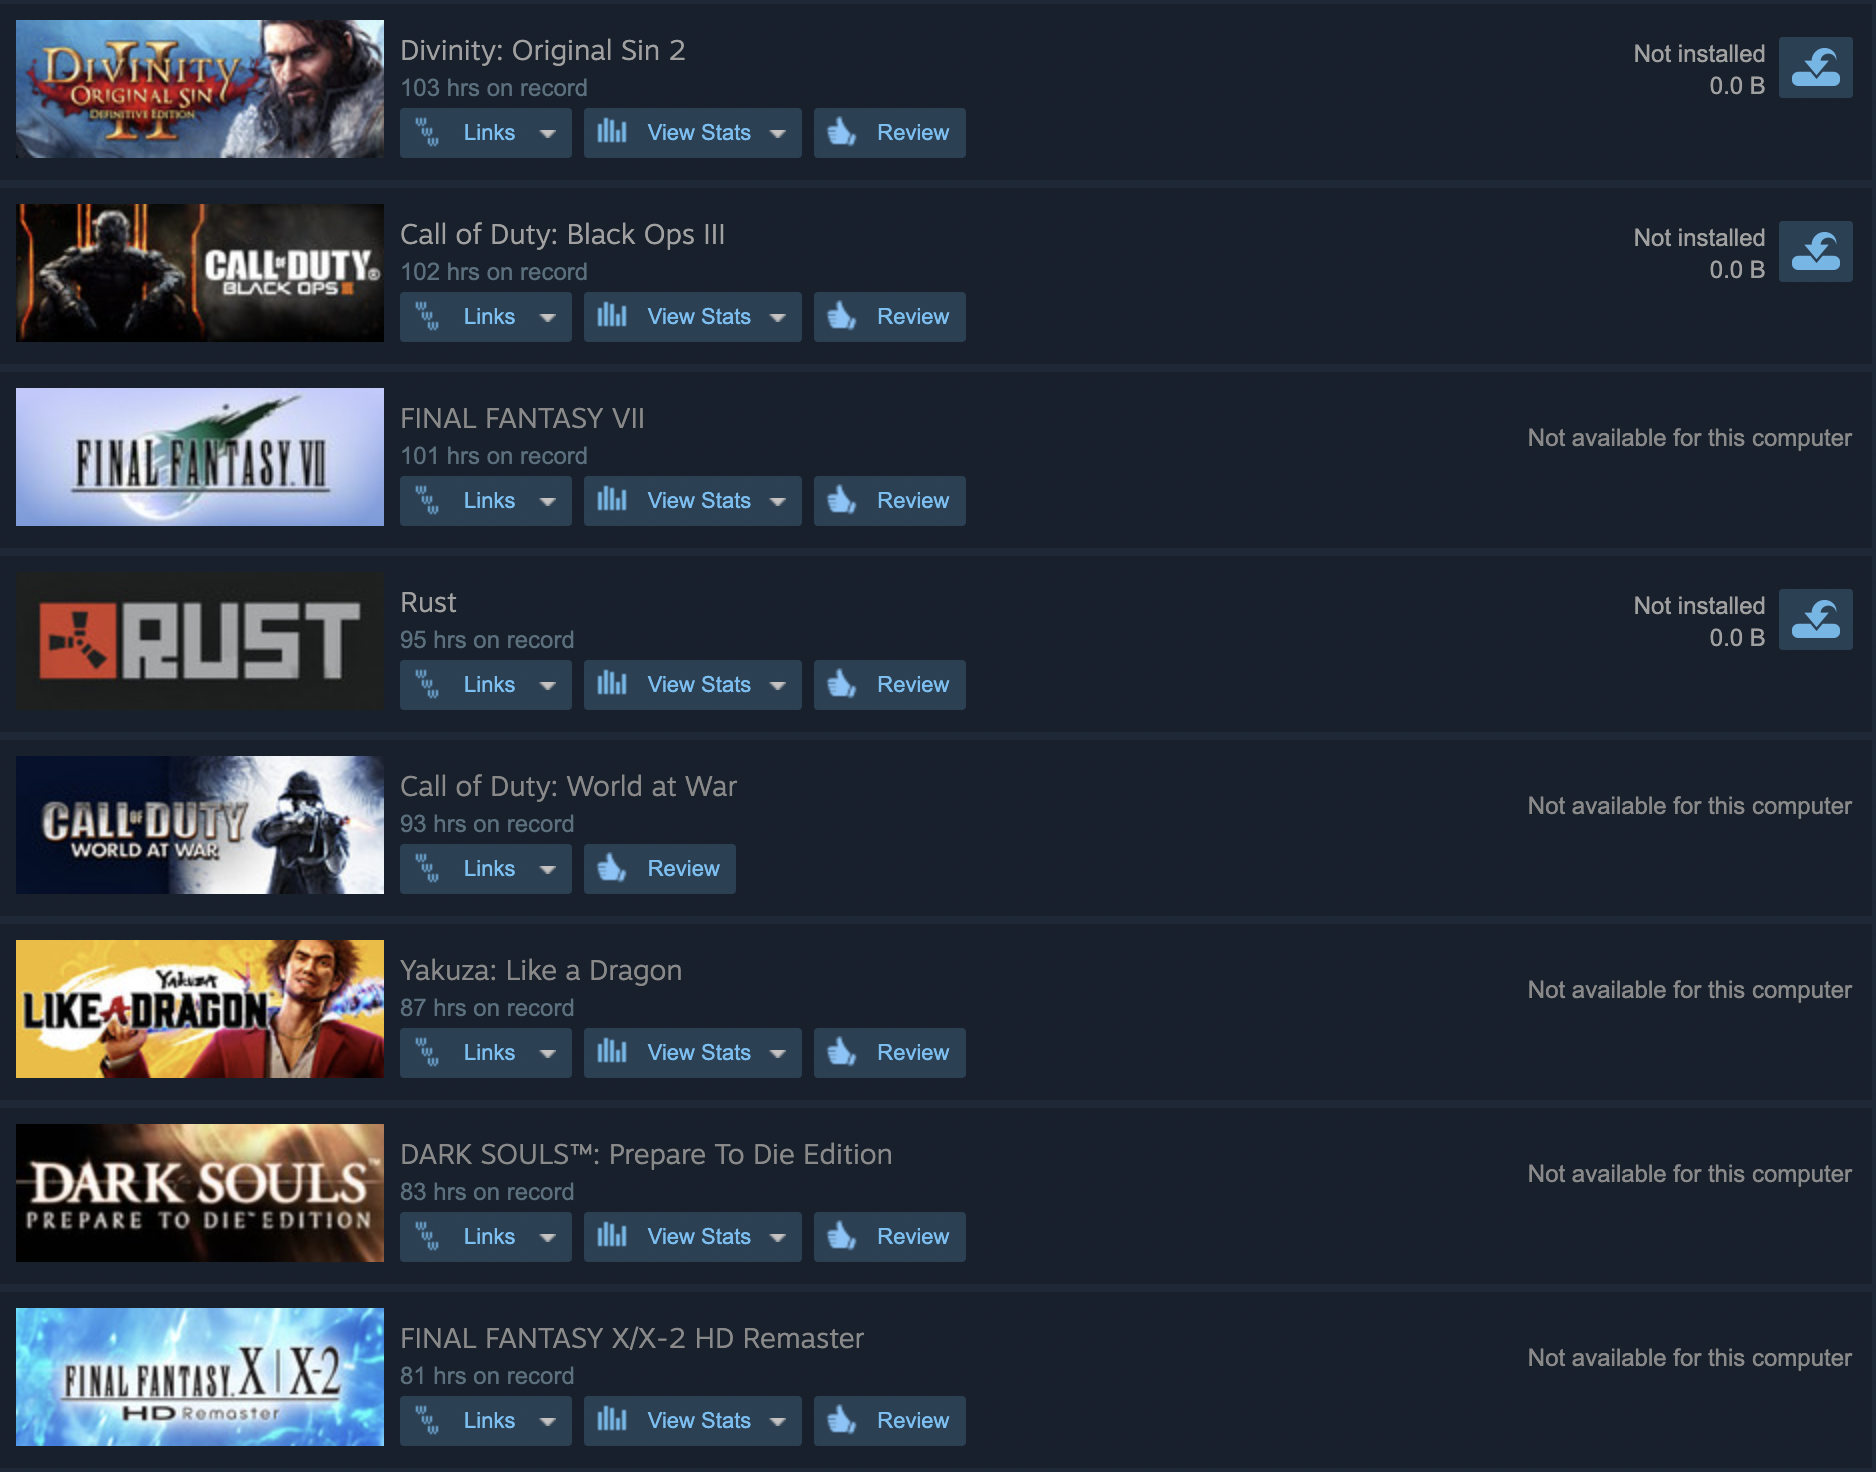 DIVINITY
II
ORIGINAL SIN
DEFINITIVE EDITION
Divinity: Original Sin 2
103 hrs on record
Links
View Stats
Review
Not installed
0.0 B
CALL OF DUTY®
BLACK OPS III
Call of Duty: Black Ops III
102 hrs on record
Links
View Stats
Review
Not installed
0.0 B
FINAL FANTASY VII
FINAL FANTASY VII
101 hrs on record
Links
View Stats
Review
Not available for this computer
RUST
Rust
95 hrs on record
Links
View Stats
Review
Not installed
0.0 B
CALL OF DUTY
WORLD AT WAR
Call of Duty: World at War
93 hrs on record
Links
Review
Not available for this computer
YAKUZA
LIKE A DRAGON
Yakuza: Like a Dragon
87 hrs on record
Links
View Stats
Review
Not available for this computer
DARK SOULS™
PREPARE TO DIE™ EDITION
DARK SOULS™: Prepare To Die Edition
83 hrs on record
Links
View Stats
Review
Not available for this computer
FINAL FANTASY X|X-2
HD Remaster
FINAL FANTASY X/X-2 HD Remaster
81 hrs on record
Links
View Stats
Review
Not available for this computer